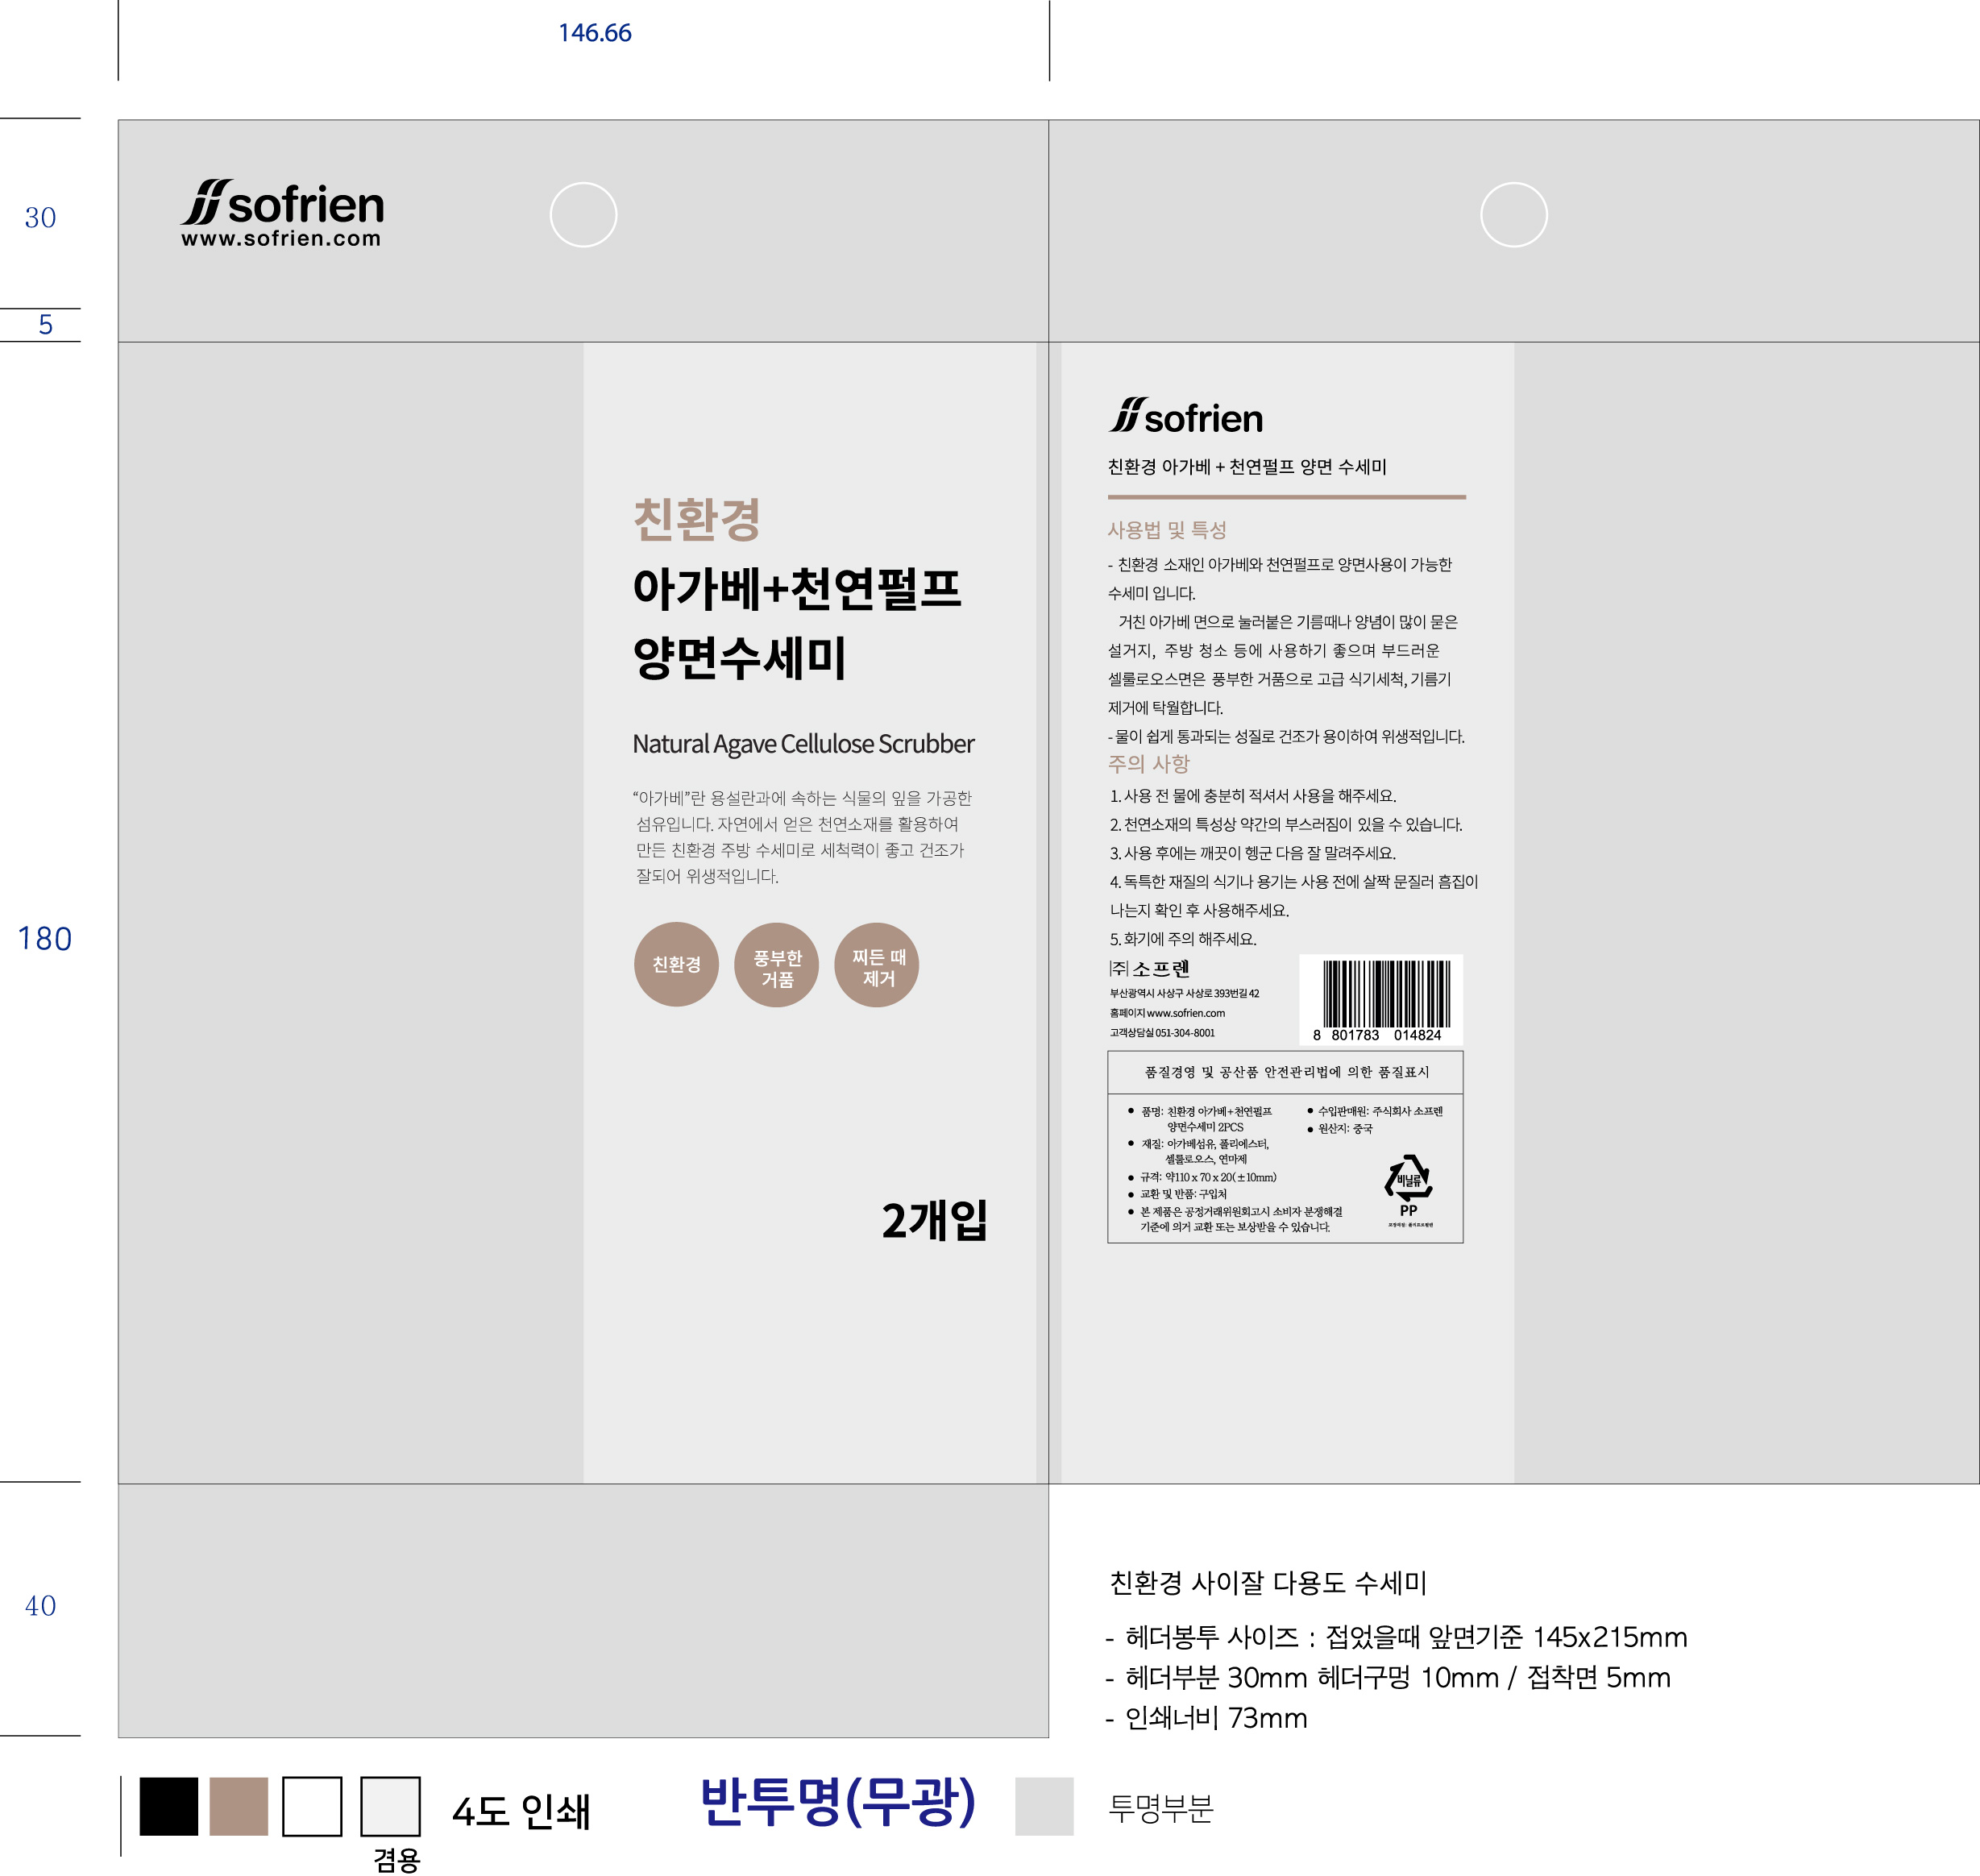 146.66
30
5
180
40
sofrien
www.sofrien.com
친환경
아가베+천연펄프
양면수세미
Natural Agave Cellulose Scrubber
“아가베”란 용설란과에 속하는 식물의 잎을 가공한
섬유입니다. 자연에서 얻은 천연소재를 활용하여
만든 친환경 주방 수세미로 세척력이 좋고 건조가
잘되어 위생적입니다.
친환경
풍부한
거품
찌든 때
제거
2개입
sofrien
친환경 아가베 + 천연펄프 양면 수세미
사용법 및 특성
- 친환경 소재인 아가베와 천연펄프로 양면사용이 가능한
수세미 입니다.
거친 아가베 면으로 눌러붙은 기름때나 양념이 많이 묻은
설거지, 주방 청소 등에 사용하기 좋으며 부드러운
셀룰로오스면은 풍부한 거품으로 고급 식기세척, 기름기
제거에 탁월합니다.
- 물이 쉽게 통과되는 성질로 건조가 용이하여 위생적입니다.
주의 사항
1. 사용 전 물에 충분히 적셔서 사용을 해주세요.
2. 천연소재의 특성상 약간의 부스러짐이 있을 수 있습니다.
3. 사용 후에는 깨끗이 헹군 다음 잘 말려주세요.
4. 독특한 재질의 식기나 용기는 사용 전에 살짝 문질러 흠집이
나는지 확인 후 사용해주세요.
5. 화기에 주의 해주세요.
|주| 소프렌
부산광역시 사상구 사상로 393번길 42
홈페이지 www.sofrien.com
고객상담실 051-304-8001
8 801783 014824
품질경영 및 공산품 안전관리법에 의한 품질표시
● 품명: 친환경 아가베+천연펄프
양면수세미 2PCS
● 재질: 아가베섬유, 폴리에스터,
셀룰로오스, 연마제
● 규격: 약110 x 70 x 20(±10mm)
● 교환 및 반품: 구입처
● 본 제품은 공정거래위원회고시 소비자 분쟁해결
기준에 의거 교환 또는 보상받을 수 있습니다.
● 수입판매원: 주식회사 소프렌
● 원산지: 중국
비닐류
PP
친환경 사이잘 다용도 수세미
- 헤더봉투 사이즈 : 접었을때 앞면기준 145x215mm
- 헤더부분 30mm 헤더구멍 10mm / 접착면 5mm
- 인쇄너비 73mm
4도 인쇄
겸용
반투명(무광)
투명부분